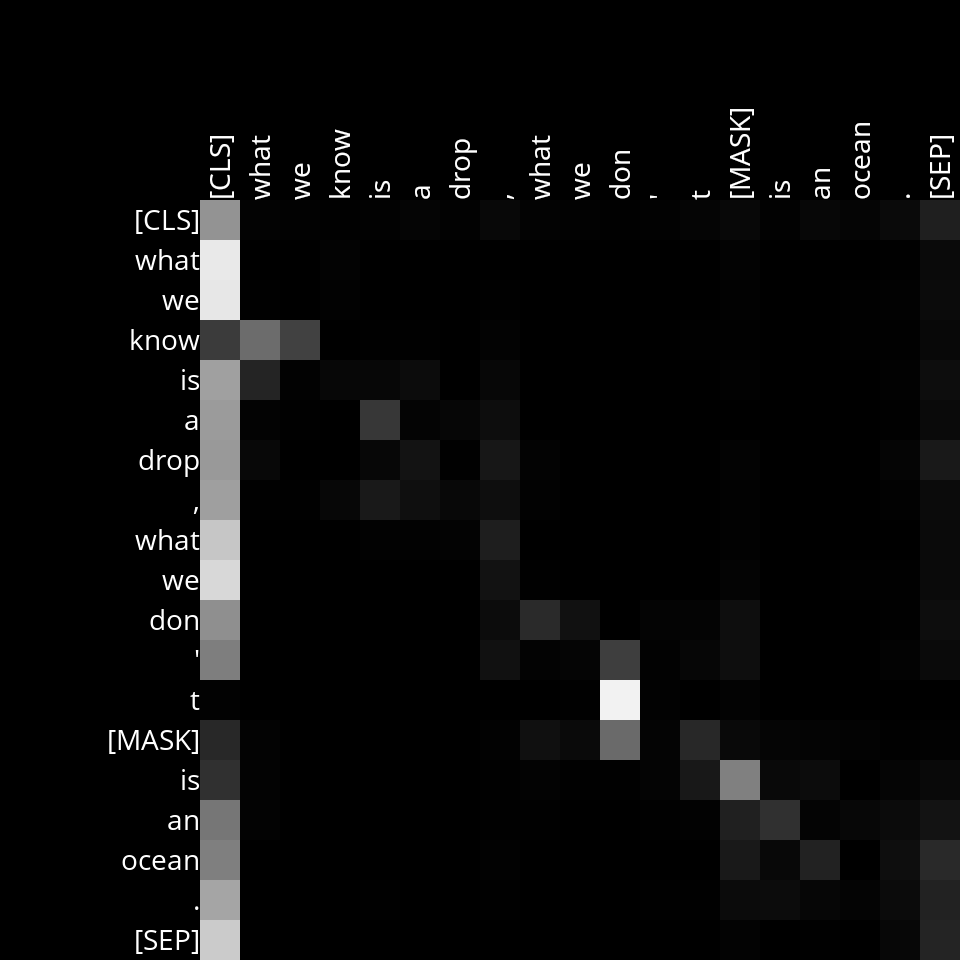 [CLS] what we know is a drop , what we don ' t [MASK] is an ocean . [SEP]
[CLS]
what
we
know
is
a
drop
,
what
we
don
'
t
[MASK]
is
an
ocean
.
[SEP]